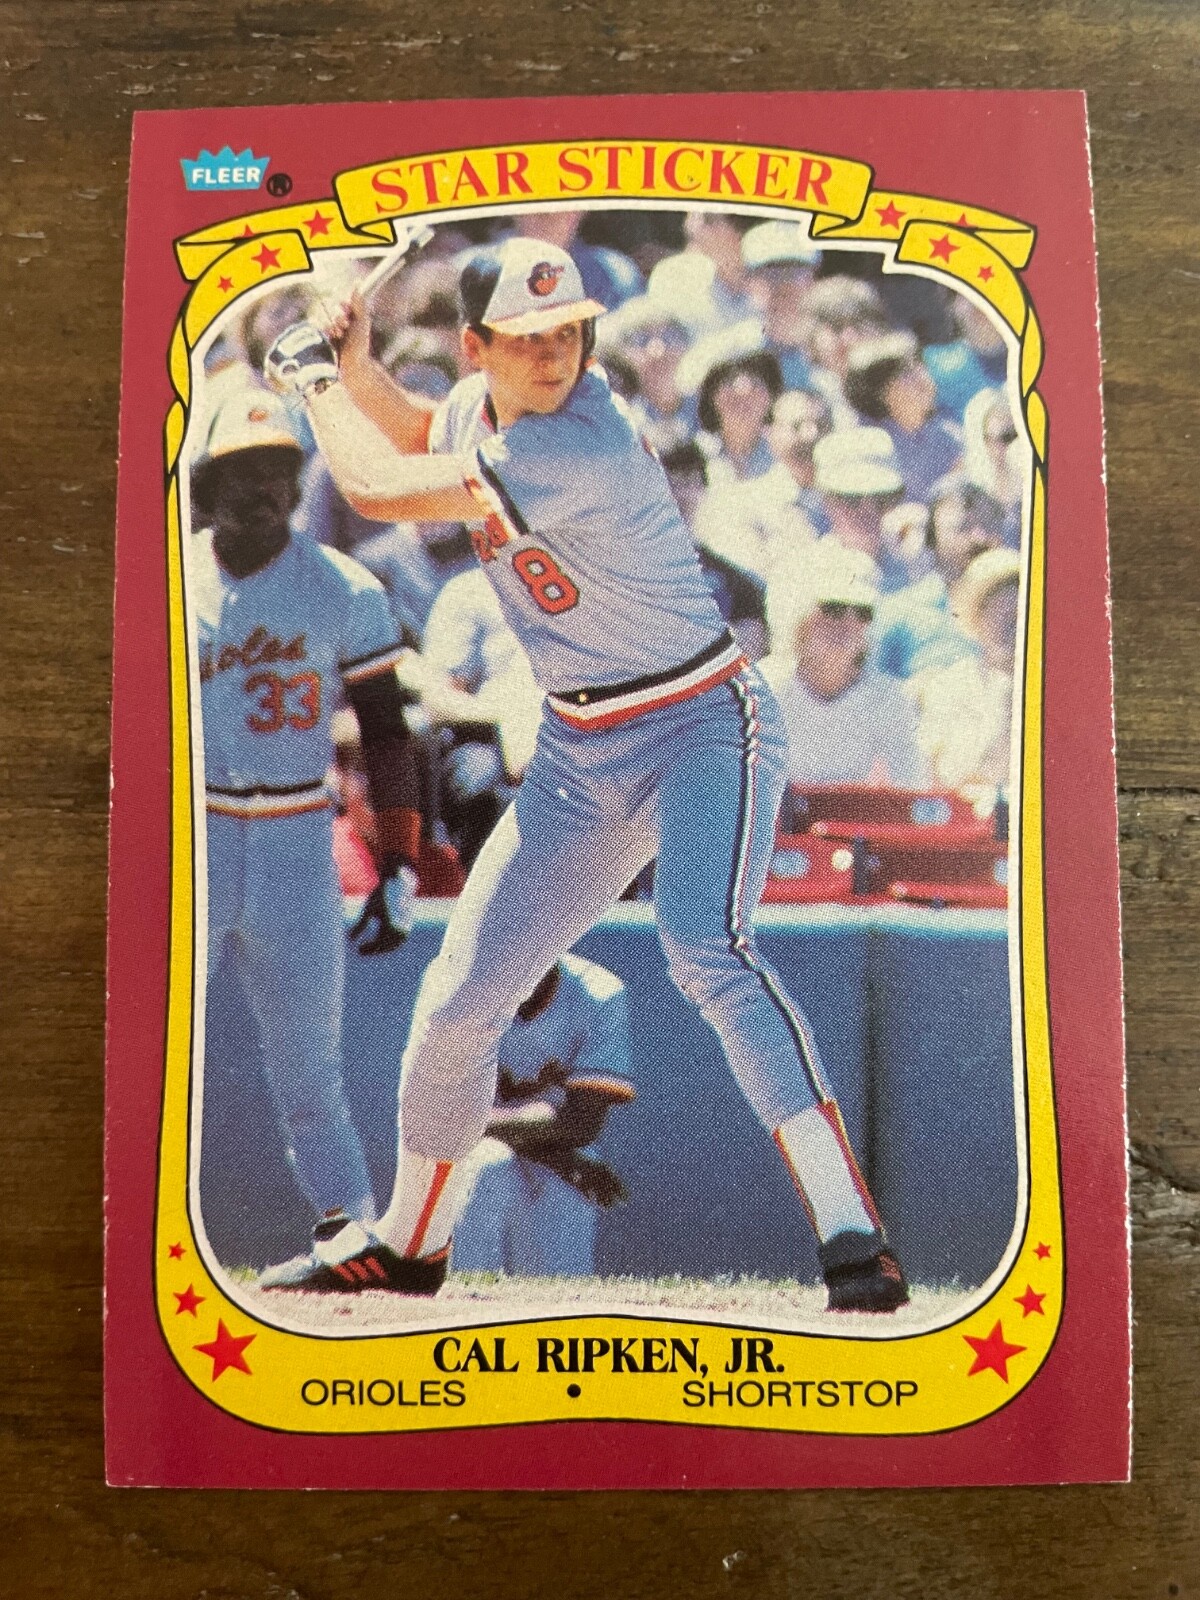 FLEER ®
STAR STICKER
8
33
CAL RIPKEN, JR.
ORIOLES • SHORTSTOP